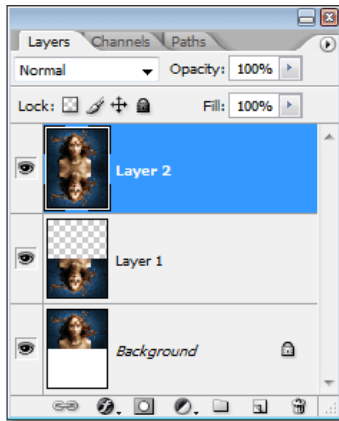 Layers Channels Paths
Normal Opacity: 100%
Lock: Fill: 100%
Layer 2
Layer 1
Background